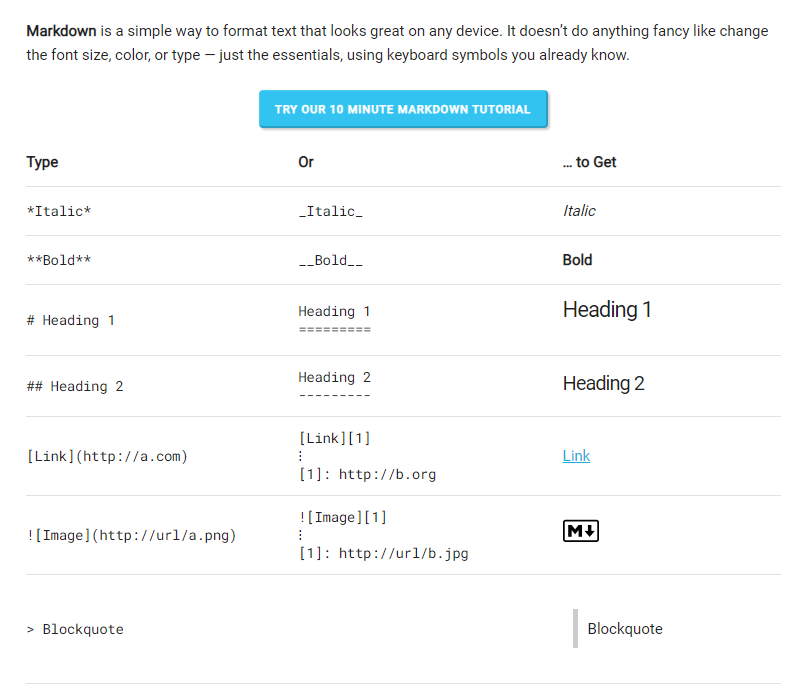 Markdown is a simple way to format text that looks great on any device. It doesn’t do anything fancy like change
the font size, color, or type — just the essentials, using keyboard symbols you already know.
TRY OUR 10 MINUTE MARKDOWN TUTORIAL
Type Or … to Get
*Italic* _Italic_ Italic
**Bold** __Bold__ Bold
# Heading 1 Heading 1
========= Heading 1
## Heading 2 Heading 2
--------- Heading 2
[Link](http://a.com) [Link][1]
⋮
[1]: http://b.org Link
![Image](http://url/a.png) ![Image][1]
⋮
[1]: http://url/b.jpg M↓
> Blockquote Blockquote